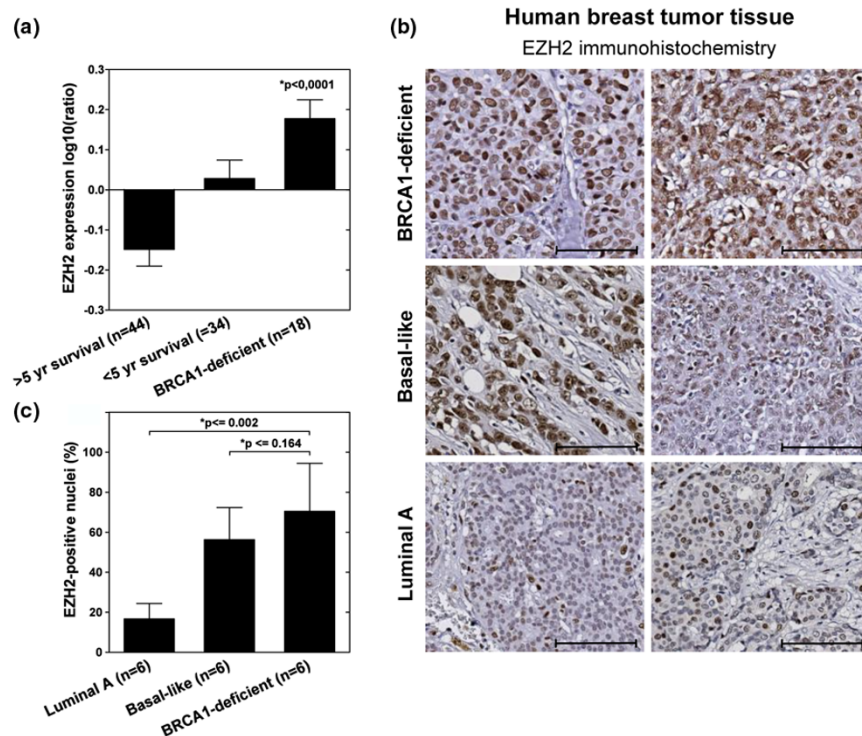 (a)
EZH2 expression log10(ratio)
0.3
0.2
0.1
0.0
-0.1
-0.2
-0.3
*p<0,0001
>5 yr survival (n=44)
<5 yr survival (=34)
BRCA1-deficient (n=18)
(b)
Human breast tumor tissue
EZH2 immunohistochemistry
BRCA1-deficient
Basal-like
Luminal A
(c)
EZH2-positive nuclei (%)
100
80
60
40
20
0
*p<= 0.002
*p <= 0.164
Luminal A (n=6)
Basal-like (n=6)
BRCA1-deficient (n=6)